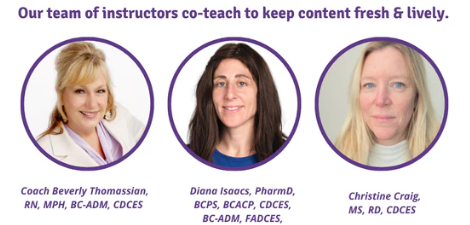 Our team of instructors co-teach to keep content fresh & lively.
Coach Beverly Thomassian,
RN, MPH, BC-ADM, CDCES
Diana Isaacs, PharmD,
BCPS, BCACP, CDCES,
BC-ADM, FADCES,
Christine Craig,
MS, RD, CDCES